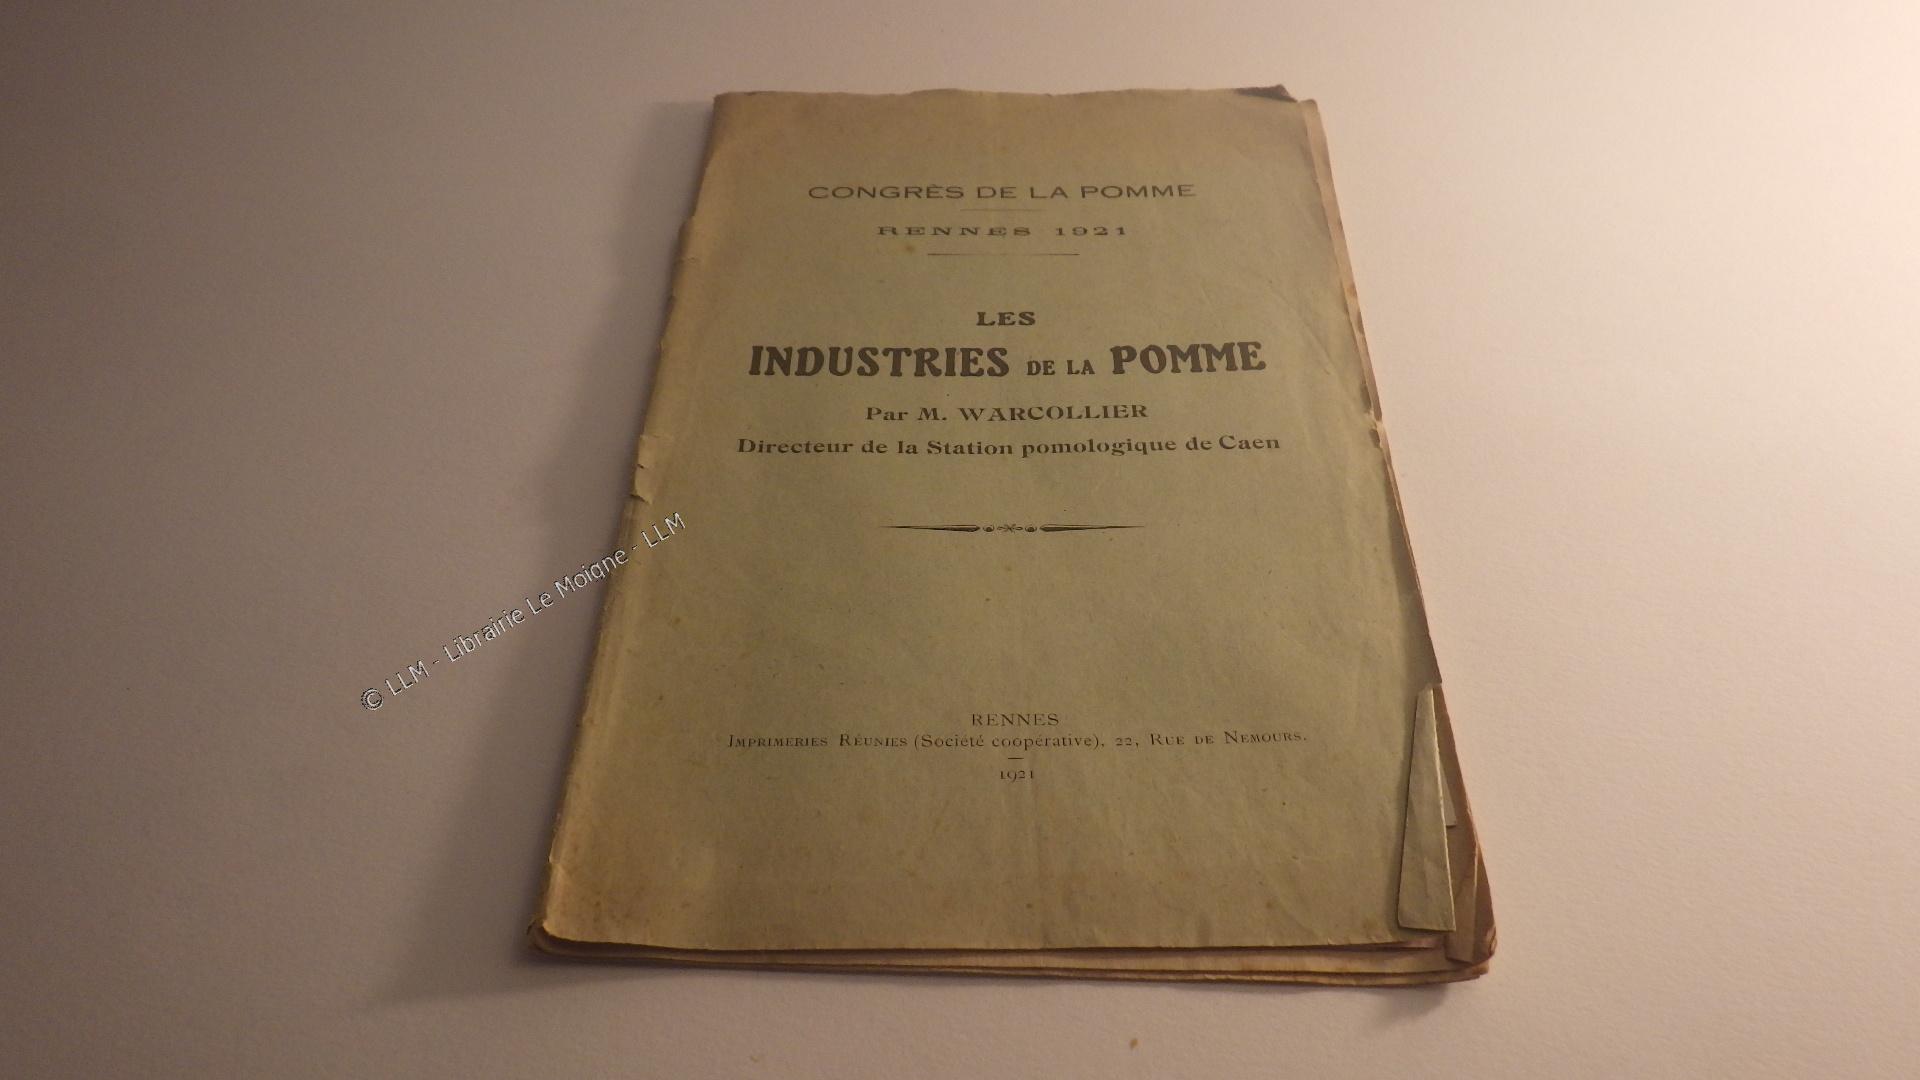 CONGRÈS DE LA POMME
RENNES 1921
LES
INDUSTRIES DE LA POMME
Par M. WARCOLLIER
Directeur de la Station pomologique de Caen
© LLM - Librairie Le Moigne - LLM
RENNES
IMPRIMERIES RÉUNIES (Société coopérative), 22, RUE DE NEMOURS.
1921